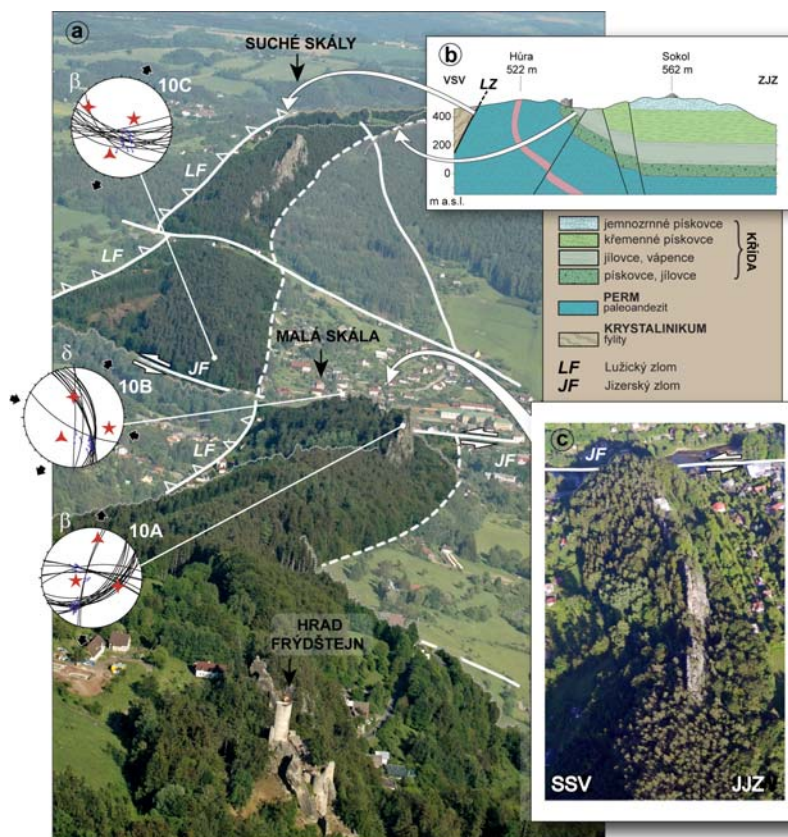 a
SUCHÉ SKÁLY
β
10C
LF
LF
MALÁ SKÁLA
JF
δ
10B
LF
JF
β
10A
HRAD
FRÝDŠTEJN
b
Hůra
522 m
Sokol
562 m
VSV
LZ
ZJZ
400
200
0
m a.s.l.
jemnozrnné pískovce
křemenné pískovce
jílovce, vápence
pískovce, jílovce
KŘÍDA
PERM
paleoandezit
KRYSTALINIKUM
fylity
LF Lužický zlom
JF Jizerský zlom
c
JF
SSV
JJZ